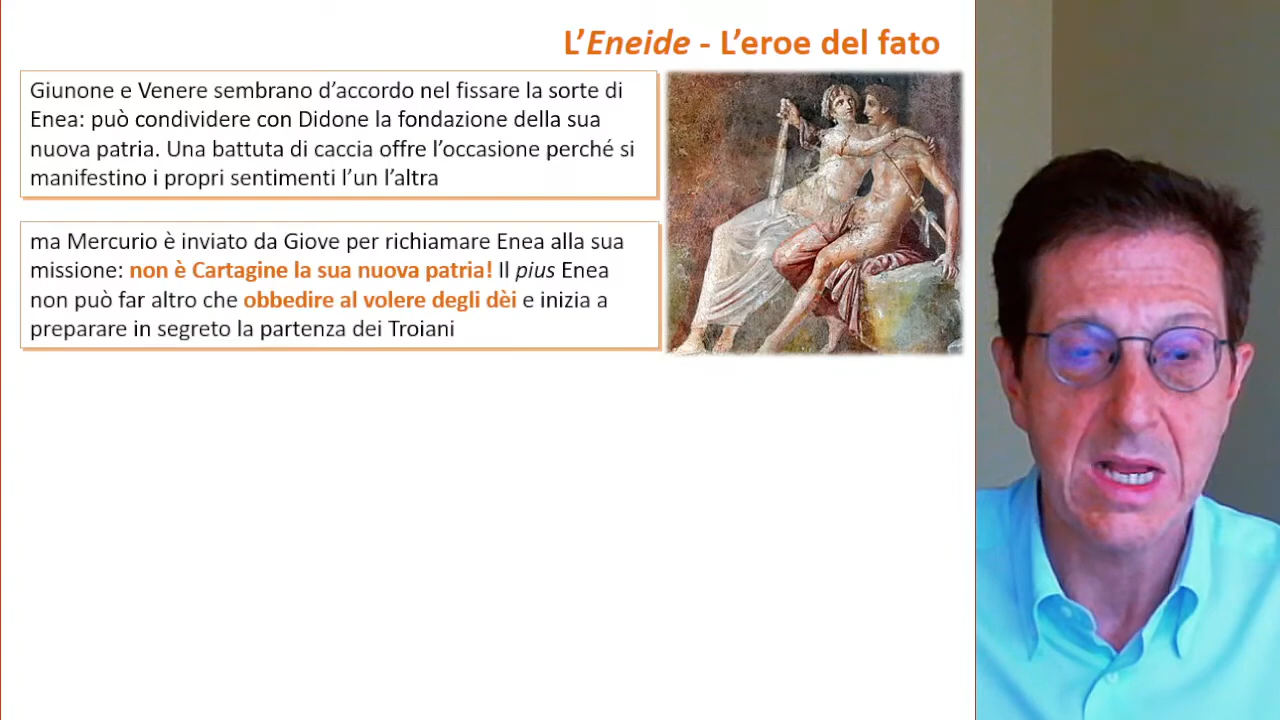 L'Eneide - L'eroe del fato
Giunone e Venere sembrano d'accordo nel fissare la sorte di
Enea: può condividere con Didone la fondazione della sua
nuova patria. Una battuta di caccia offre l'occasione perché si
manifestino i propri sentimenti l'un l'altra
ma Mercurio è inviato da Giove per richiamare Enea alla sua
missione: non è Cartagine la sua nuova patria! Il pius Enea
non può far altro che obbedire al volere degli dèi e inizia a
preparare in segreto la partenza dei Troiani